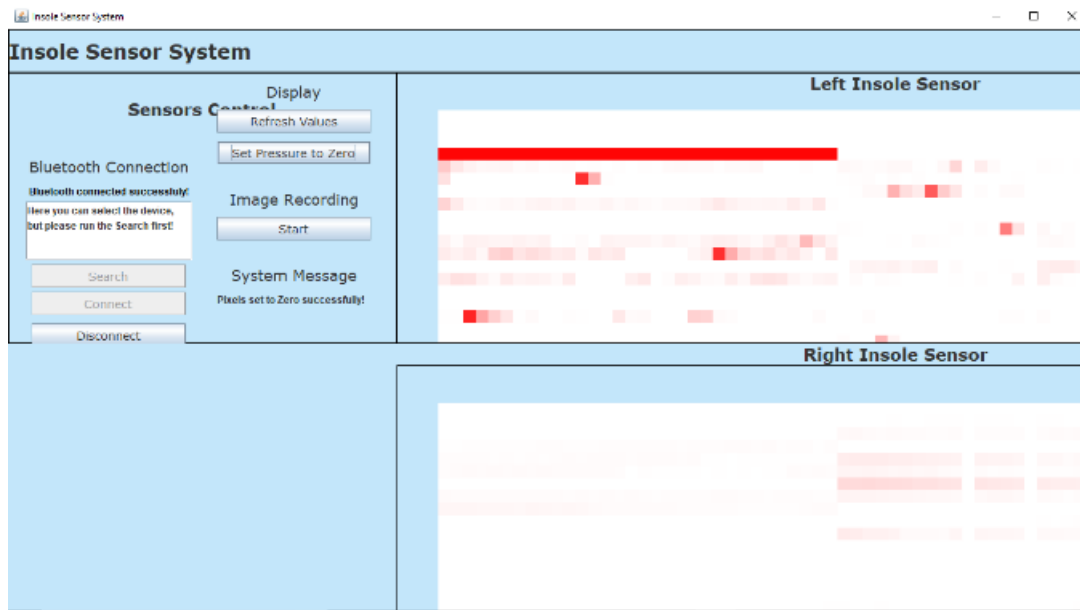 Insole Sensor System
Insole Sensor System
Sensors Control
Display
Refresh Values
Set Pressure to Zero
Bluetooth Connection
Bluetooth connected successfuly!
Here you can select the device,
but please run the Search first!
Search
Connect
Disconnect
Image Recording
Start
System Message
Pixels set to Zero successfully!
Left Insole Sensor
Right Insole Sensor